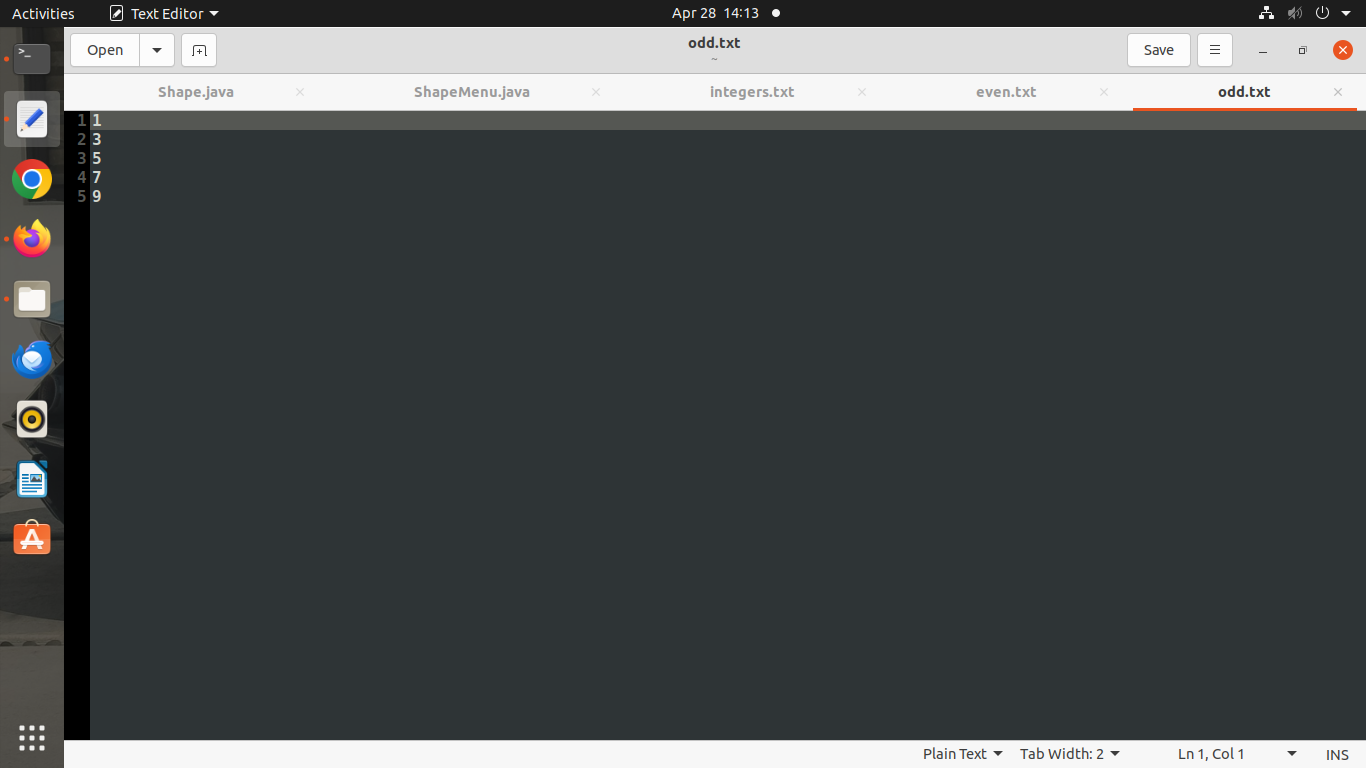 Activities Text Editor Apr 28 14:13
Open odd.txt Save
~
Shape.java ShapeMenu.java integers.txt even.txt odd.txt
1 1
2 3
3 5
4 7
5 9
Plain Text Tab Width: 2 Ln 1, Col 1 INS